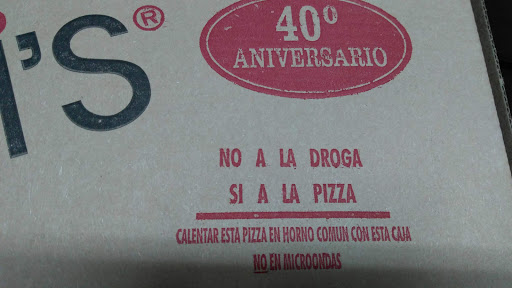 i's®
40º
ANIVERSARIO
NO A LA DROGA
SI A LA PIZZA
CALENTAR ESTA PIZZA EN HORNO COMUN CON ESTA CAJA
NO EN MICROONDAS